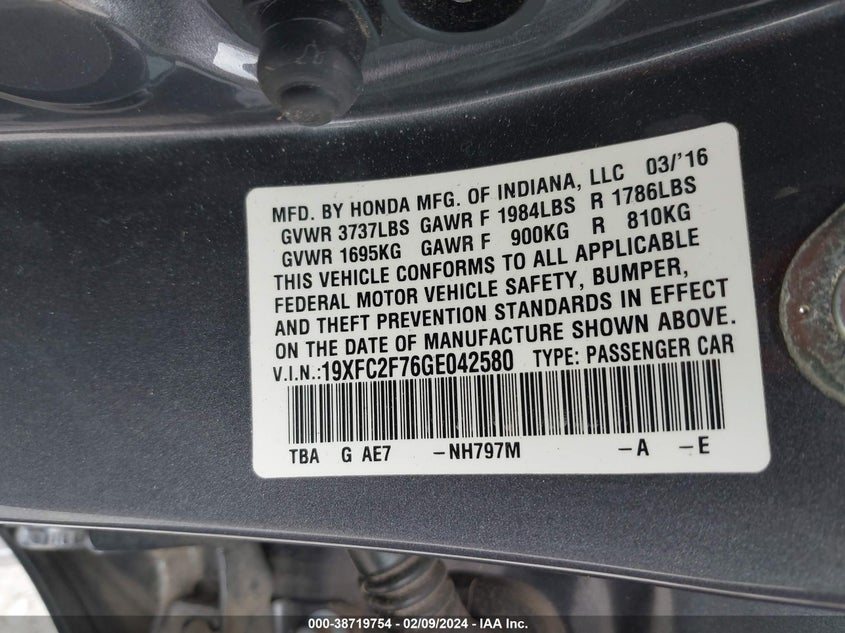 MFD. BY HONDA MFG. OF INDIANA, LLC 03/'16
GVWR 3737LBS GAWR F 1984LBS R 1786LBS
GVWR 1695KG GAWR F 900KG R 810KG
THIS VEHICLE CONFORMS TO ALL APPLICABLE
FEDERAL MOTOR VEHICLE SAFETY, BUMPER,
AND THEFT PREVENTION STANDARDS IN EFFECT
ON THE DATE OF MANUFACTURE SHOWN ABOVE.
V.I.N.:19XFC2F76GE042580 TYPE: PASSENGER CAR
TBA G AE7 -NH797M -A -E
000-38719754 — 02/09/2024 — IAA Inc.